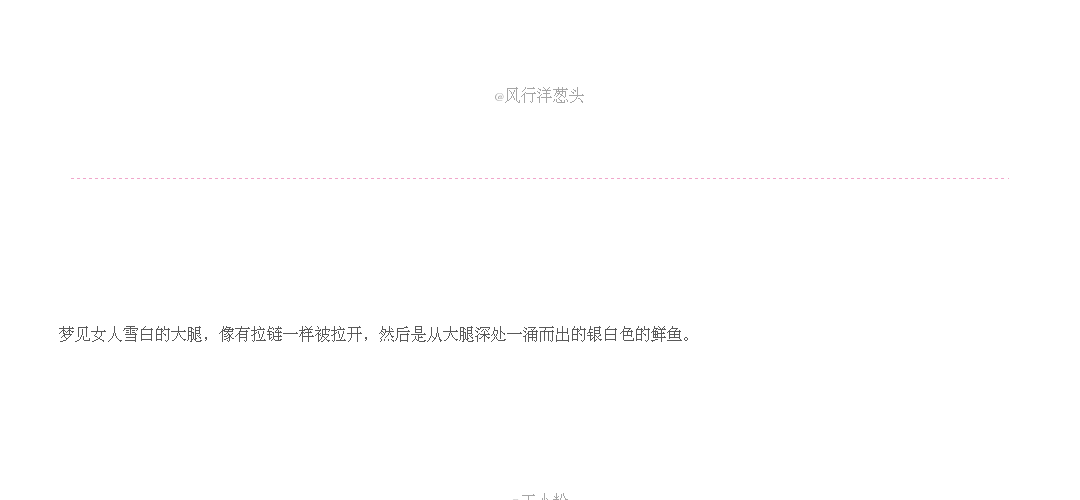 @风行洋葱头
梦见女人雪白的大腿，像有拉链一样被拉开，然后是从大腿深处一涌而出的银白色的鲜鱼。